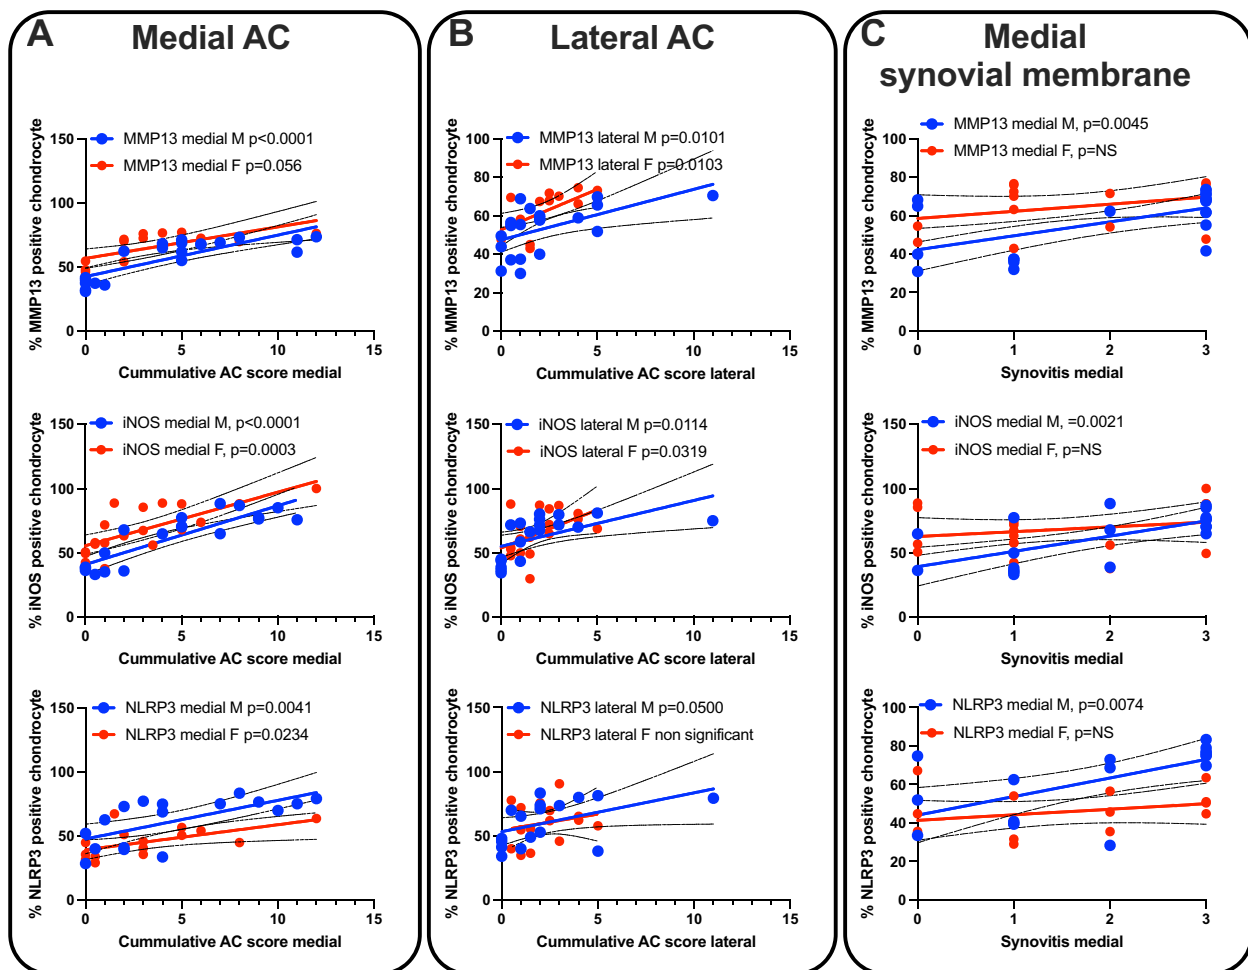 A
Medial AC
MMP13 medial M p<0.0001
MMP13 medial F p=0.056
% MMP13 positive chondrocyte
150
100
50
0
0 5 10 15
Cummulative AC score medial
iNOS medial M, p<0.0001
iNOS medial F, p=0.0003
% iNOS positive chondrocyte
150
100
50
0
0 5 10 15
Cummulative AC score medial
NLRP3 medial M p=0.0041
NLRP3 medial F p=0.0234
% NLRP3 positive chondrocyte
150
100
50
0
0 5 10 15
Cummulative AC score medial
B
Lateral AC
MMP13 lateral M p=0.0101
MMP13 lateral F p=0.0103
% MMP13 positive chondrocyte
100
80
60
40
20
0
0 5 10 15
Cummulative AC score lateral
iNOS lateral M p=0.0114
iNOS lateral F p=0.0319
% iNOS positive chondrocyte
150
100
50
0
0 5 10 15
Cummulative AC score lateral
NLRP3 lateral M p=0.0500
NLRP3 lateral F non significant
% NLRP3 positive chondrocyte
150
100
50
0
0 5 10 15
Cummulative AC score lateral
C
Medial
synovial membrane
MMP13 medial M, p=0.0045
MMP13 medial F, p=NS
% MMP13 positive chondrocyte
100
80
60
40
20
0
0 1 2 3
Synovitis medial
iNOS medial M, =0.0021
iNOS medial F, p=NS
% iNOS positive chondrocyte
150
100
50
0
0 1 2 3
Synovitis medial
NLRP3 medial M, p=0.0074
NLRP3 medial F, p=NS
% NLRP3 positive chondrocyte
100
80
60
40
20
0
0 1 2 3
Synovitis medial